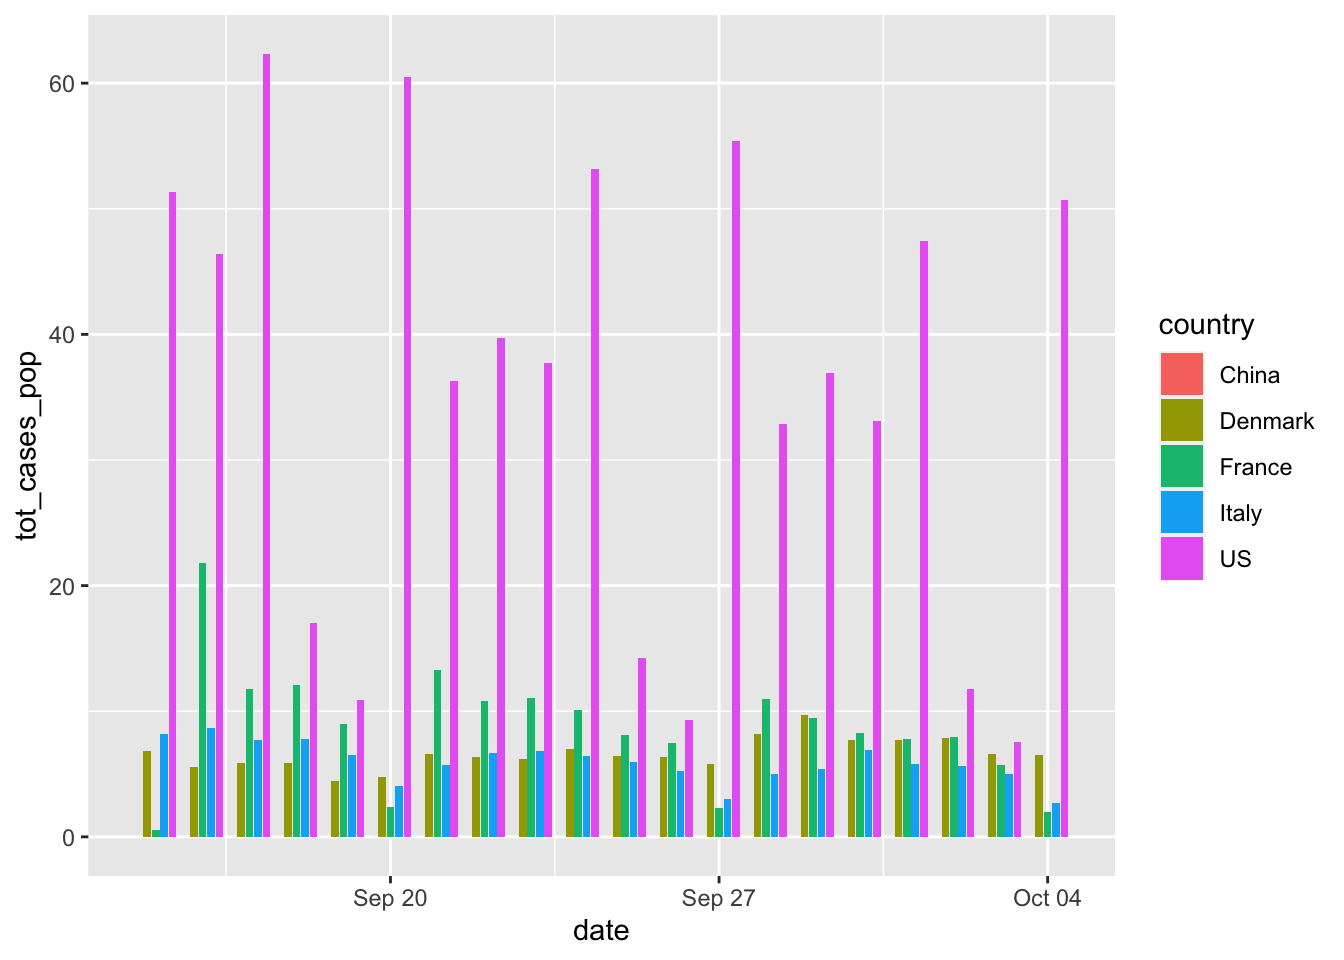 60
40
20
0
tot_cases_pop
Sep 20
Sep 27
Oct 04
date
country
China
Denmark
France
Italy
US